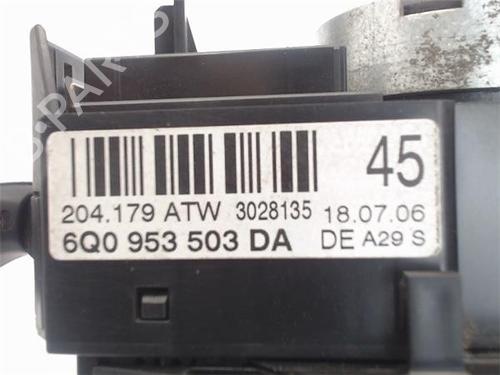 45
204.179 ATW 3028135 18.07.06
6Q0 953 503 DA DE A29 S